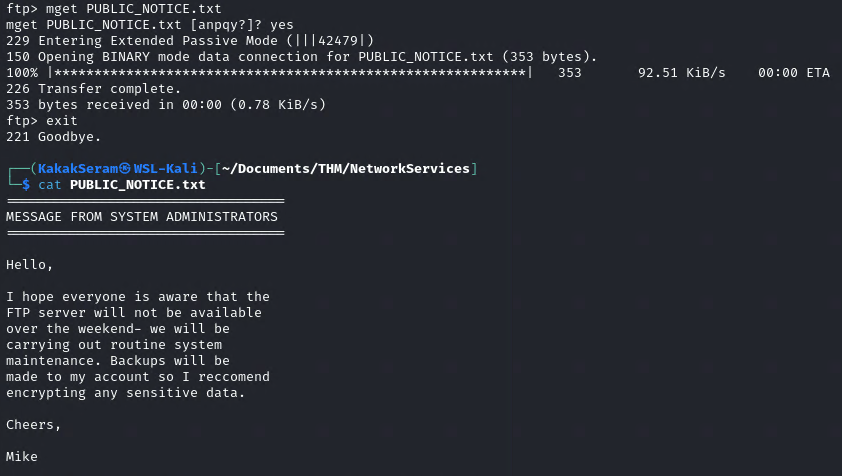 ftp> mget PUBLIC_NOTICE.txt
mget PUBLIC_NOTICE.txt [anpqy?]? yes
229 Entering Extended Passive Mode (|||42479|)
150 Opening BINARY mode data connection for PUBLIC_NOTICE.txt (353 bytes).
100% |***********************************************************|   353       92.51 KiB/s    00:00 ETA
226 Transfer complete.
353 bytes received in 00:00 (0.78 KiB/s)
ftp> exit
221 Goodbye.
┌──(KakakSeram㉿WSL-Kali)-[~/Documents/THM/NetworkServices]
└─$ cat PUBLIC_NOTICE.txt
===================================
MESSAGE FROM SYSTEM ADMINISTRATORS
===================================
Hello,
I hope everyone is aware that the
FTP server will not be available
over the weekend- we will be
carrying out routine system
maintenance. Backups will be
made to my account so I reccomend
encrypting any sensitive data.
Cheers,
Mike